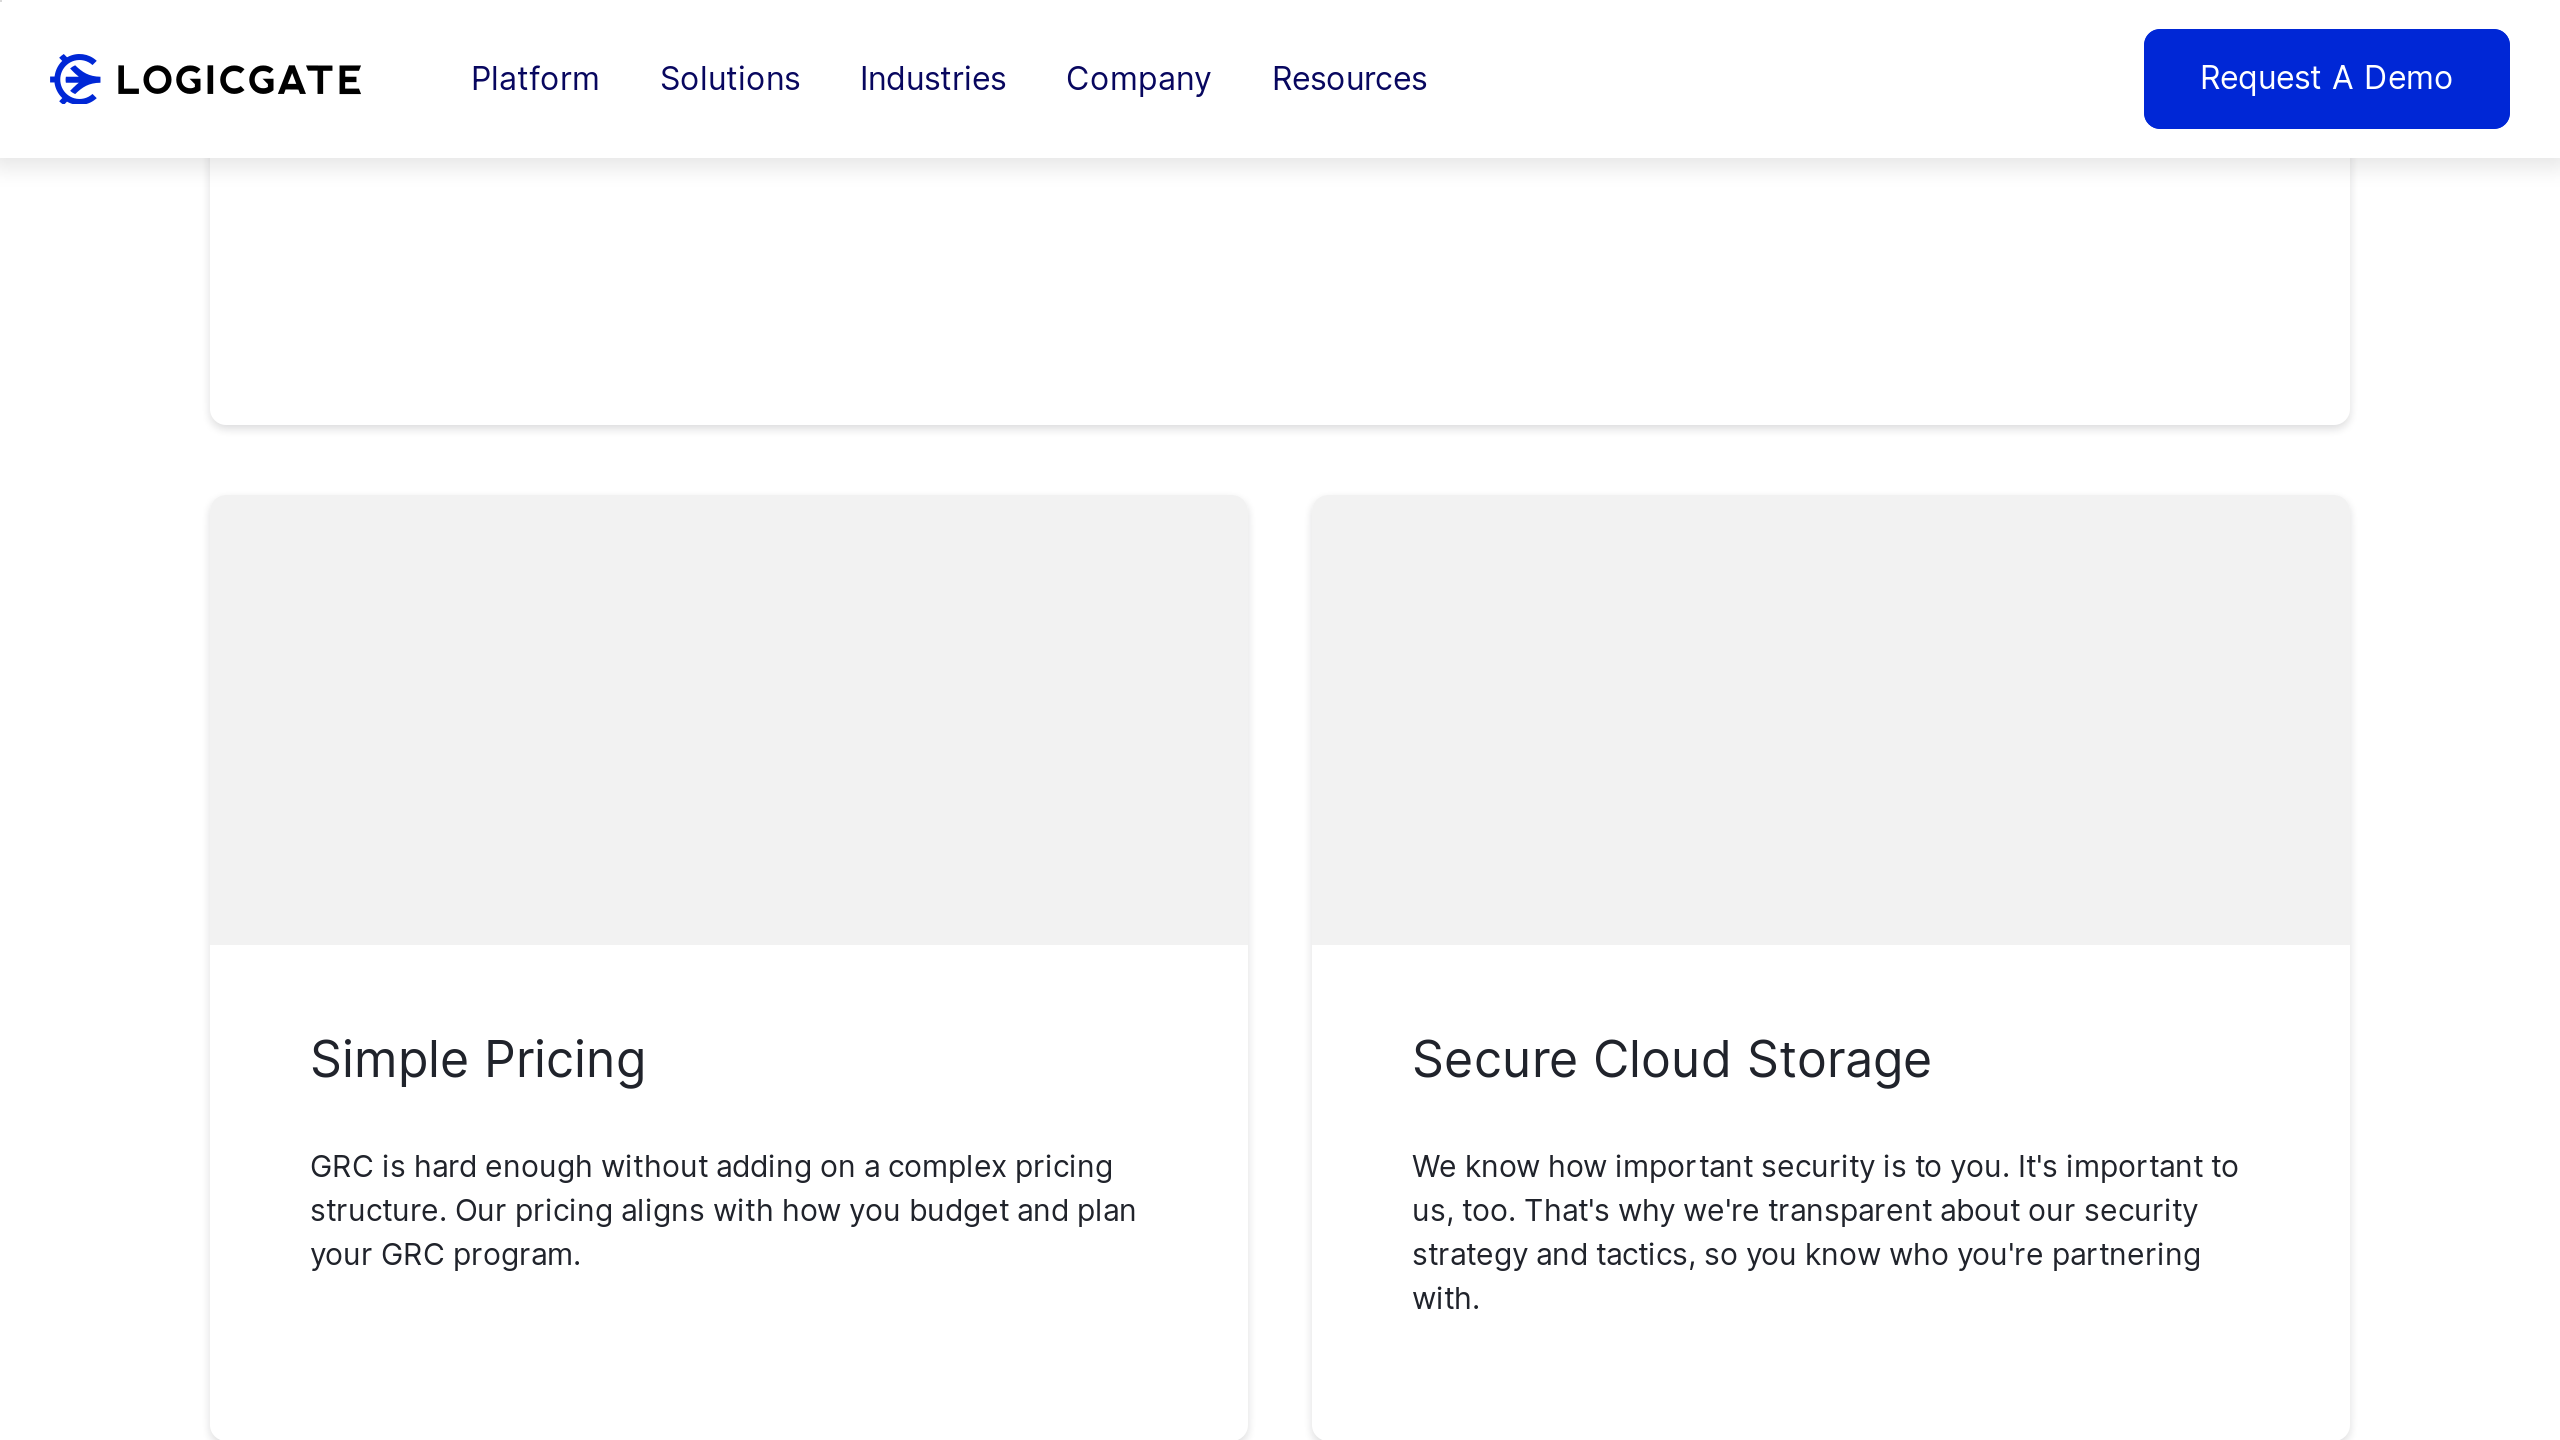 LOGICGATE
Platform
Solutions
Industries
Company
Resources
Request A Demo
Simple Pricing
GRC is hard enough without adding on a complex pricing
structure. Our pricing aligns with how you budget and plan
your GRC program.
Secure Cloud Storage
We know how important security is to you. It's important to
us, too. That's why we're transparent about our security
strategy and tactics, so you know who you're partnering
with.